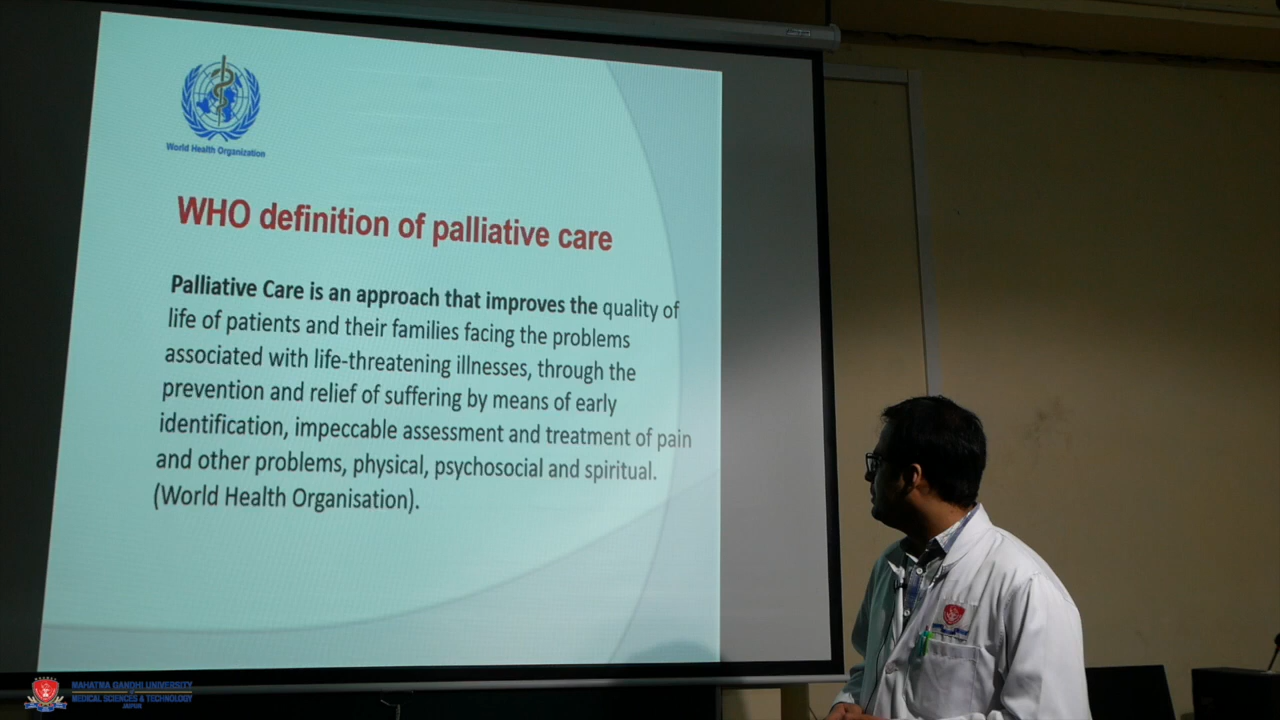 World Health Organization
WHO definition of palliative care
Palliative Care is an approach that improves the quality of
life of patients and their families facing the problems
associated with life-threatening illnesses, through the
prevention and relief of suffering by means of early
identification, impeccable assessment and treatment of pain
and other problems, physical, psychosocial and spiritual.
(World Health Organisation).
MAHATMA GANDHI UNIVERSITY
of
MEDICAL SCIENCES & TECHNOLOGY
JAIPUR